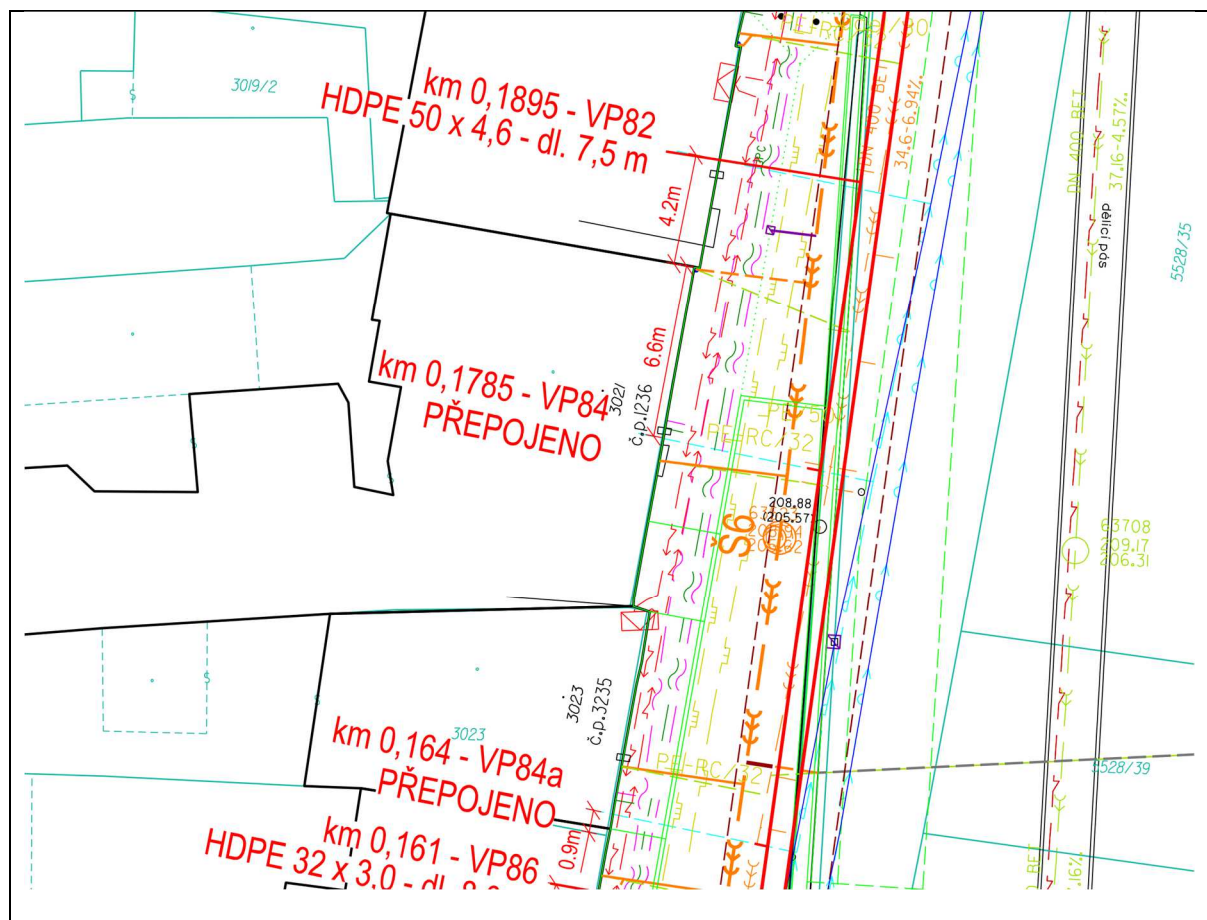 3019/2
km 0,1895 - VP82
HDPE 50 x 4,6 - dl. 7,5 m
4.2m
DN 400 BET
34.6-6.94%.
DN 400 BET
37.16-4.57%.
dělící pás
5528/35
6.6m
km 0,1785 - VP84
PŘEPOJENO
3021
č.p.1236
PE-RC/32
208.88
(205.57)
Š6
63708
209.17
206.31
3023
č.p.3235
3023
km 0,164 - VP84a
PŘEPOJENO
PE-RC/32
5528/39
0.9m
km 0,161 - VP86
HDPE 32 x 3,0 - dl.